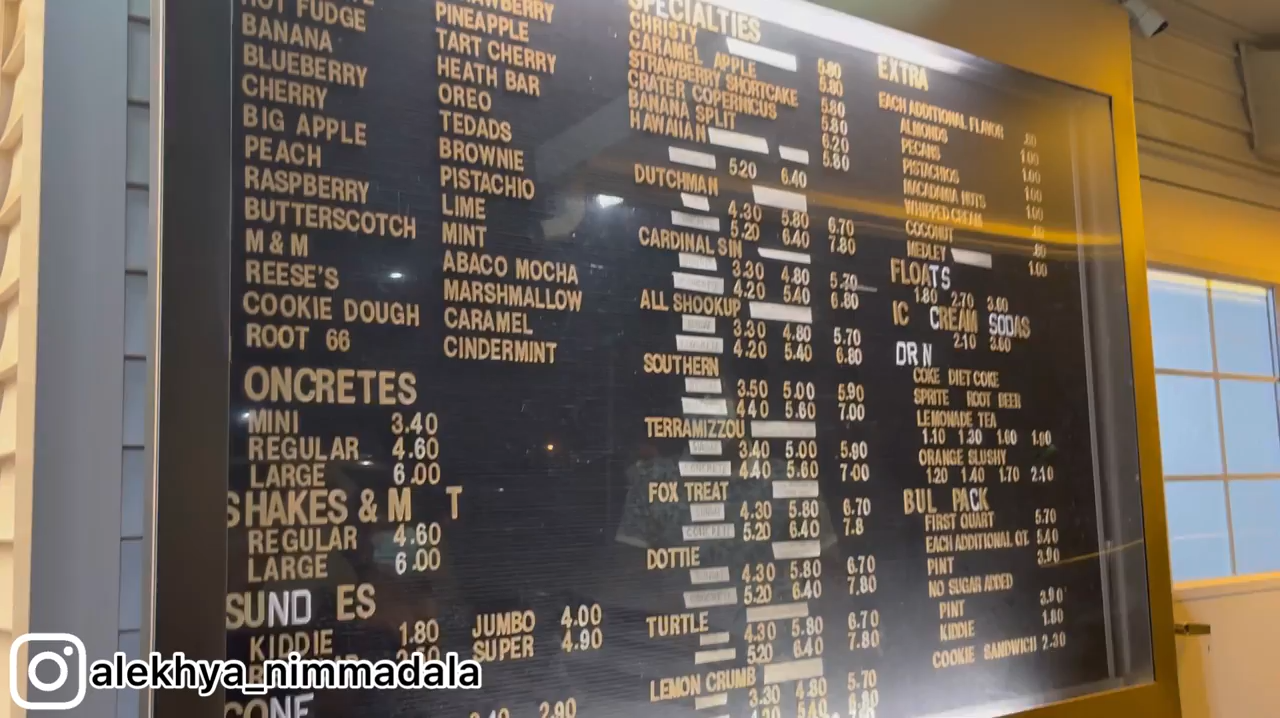 HOT FUDGE
BANANA
BLUEBERRY
CHERRY
BIG APPLE
PEACH
RASPBERRY
BUTTERSCOTCH
M & M
REESE'S
COOKIE DOUGH
ROOT 66
PINEAPPLE
TART CHERRY
HEATH BAR
OREO
TEDADS
BROWNIE
PISTACHIO
LIME
MINT
ABACO MOCHA
MARSHMALLOW
CARAMEL
CINDERMINT
ONCRETES
MINI 3.40
REGULAR 4.60
LARGE 6.00
SHAKES & M T
REGULAR 4.60
LARGE 6.00
SUND ES
KIDDIE 1.80 JUMBO 4.00
SUPER 4.90
CONE
2.90
SPECIALTIES
CHRISTY
CARAMEL APPLE 5.80
STRAWBERRY SHORTCAKE 5.80
CRATER COPERNICUS 5.80
BANANA SPLIT 6.20
HAWAIIAN 5.80
5.20 6.40
DUTCHMAN
4.30 5.80 6.70
5.20 6.40 7.80
CARDINAL SIN
3.30 4.80 5.70
4.20 5.40 6.80
ALL SHOOKUP
3.30 4.80 5.70
4.20 5.40 6.80
SOUTHERN
3.50 5.00 5.90
4.40 5.60 7.00
TERRAMIZZOU
3.40 5.00 5.90
CONCRETE 4.40 5.60 7.00
FOX TREAT
4.30 5.80 6.70
CONCRETE 5.20 6.40 7.8
DOTTIE
4.30 5.80 6.70
5.20 6.40 7.80
TURTLE
4.30 5.80 6.70
520 6.40 7.80
LEMON CRUMB
3.30 4.80 5.70
EXTRA
EACH ADDITIONAL FLAVOR .80
ALMONDS 1.00
PECANS 1.00
PISTACHIOS 1.00
MACADAMIA NUTS 1.00
WHIPPED CREAM .80
COCONUT .80
MEDLEY 1.00
FLOATS
1.80 2.70 3.60
IC CREAM SODAS
2.10 3.60
DR N
COKE DIET COKE
SPRITE ROOT BEER
LEMONADE TEA
1.10 1.30 1.60 1.90
ORANGE SLUSHY
1.20 1.40 1.70 2.10
BUL PACK
FIRST QUART 5.70
EACH ADDITIONAL QT. 5.40
PINT 3.90
NO SUGAR ADDED
PINT 3.90
KIDDIE 1.80
COOKIE SANDWICH 2.30
alekhya_nimmadala